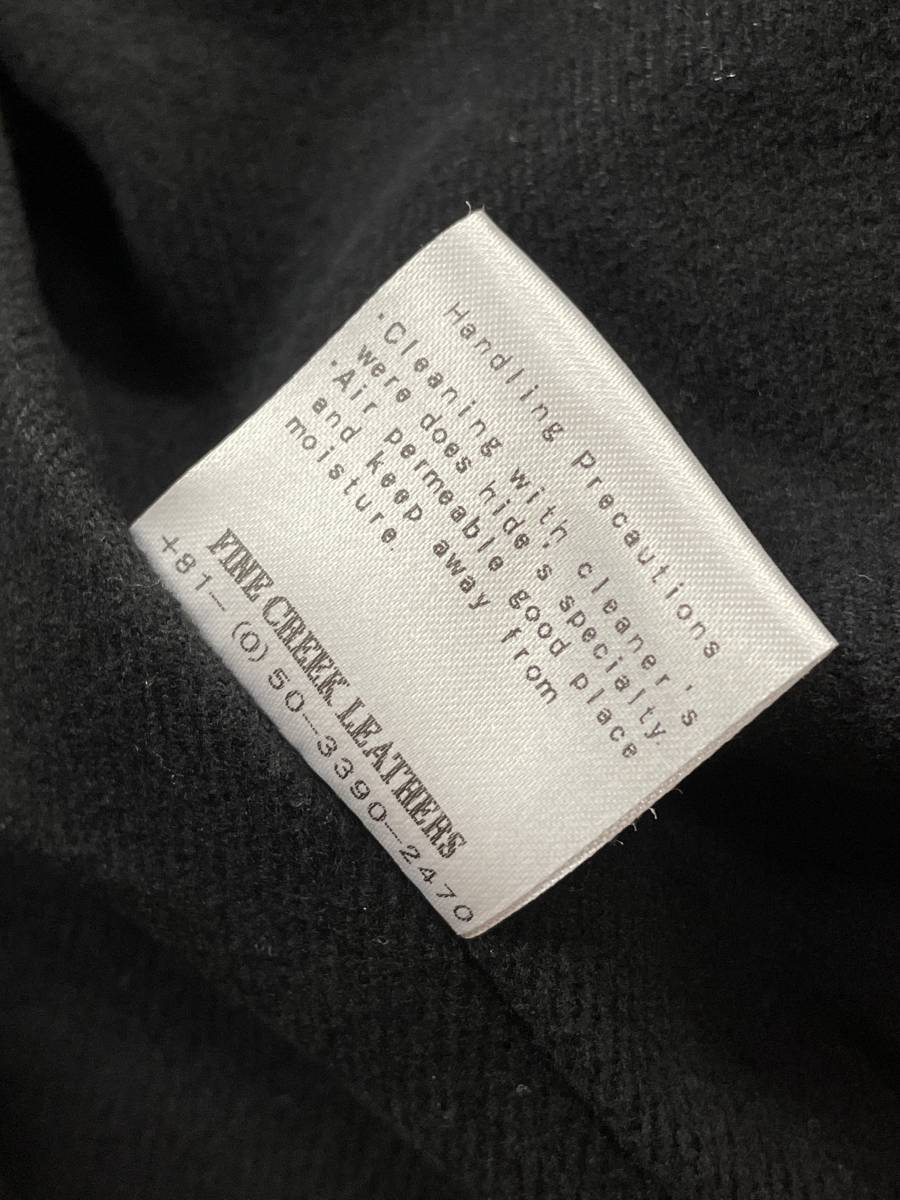 Handling Precautions
·Cleaning with cleaner's
were does hide's specialty.
·Air permeable good place
and keep away from
moisture.
FINE CREEK LEATHERS
+81-(0)50-3390-2470